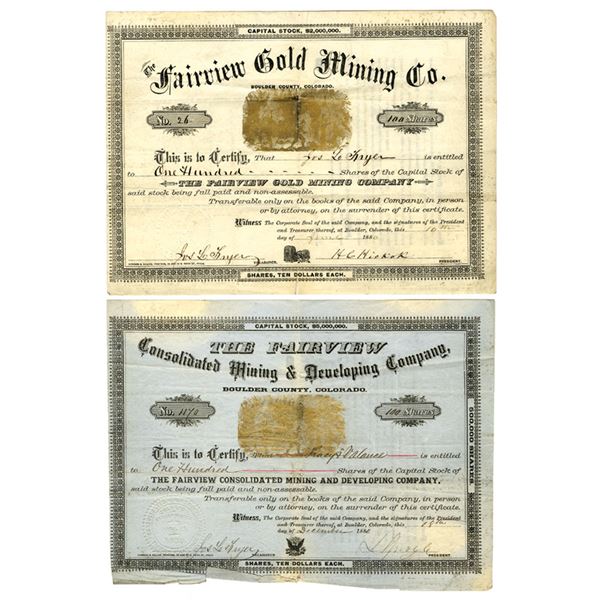 CAPITAL STOCK, $2,000,000.
The Fairview Gold Mining Co.
BOULDER COUNTY, COLORADO.
No. 26 100 SHARES
This is to Certify, That Jos L Fryer is entitled
to One Hundred Shares of the Capital Stock of
THE FAIRVIEW GOLD MINING COMPANY
said stock being full paid and non-assessable.
Transferable only on the books of the said Company, in person
or by attorney, on the surrender of this certificate.
Witness The Corporate Seal of the said Company, and the signatures of the President
and Treasurer thereof, at Boulder, Colorado, this 10th
day of June 1880
Jos L Fryer H C Hickok
TREASURER. PRESIDENT.
SHARES, TEN DOLLARS EACH.
CAPITAL STOCK, $5,000,000.
THE FAIRVIEW
Consolidated Mining & Developing Company,
BOULDER COUNTY, COLORADO.
No. 100 SHARES
500,000 SHARES
This is to Certify, is entitled
to One Hundred Shares of the Capital Stock of
THE FAIRVIEW CONSOLIDATED MINING AND DEVELOPING COMPANY,
said stock being full paid and non-assessable.
Transferable only on the books of the said Company, in person
or by attorney, on the surrender of this certificate.
Witness, The Corporate Seal of the said Company, and the signatures of the President
and Treasurer thereof, at Boulder, Colorado, this 18th
day of December 1880
Jos L Fryer
SHARES, TEN DOLLARS EACH.